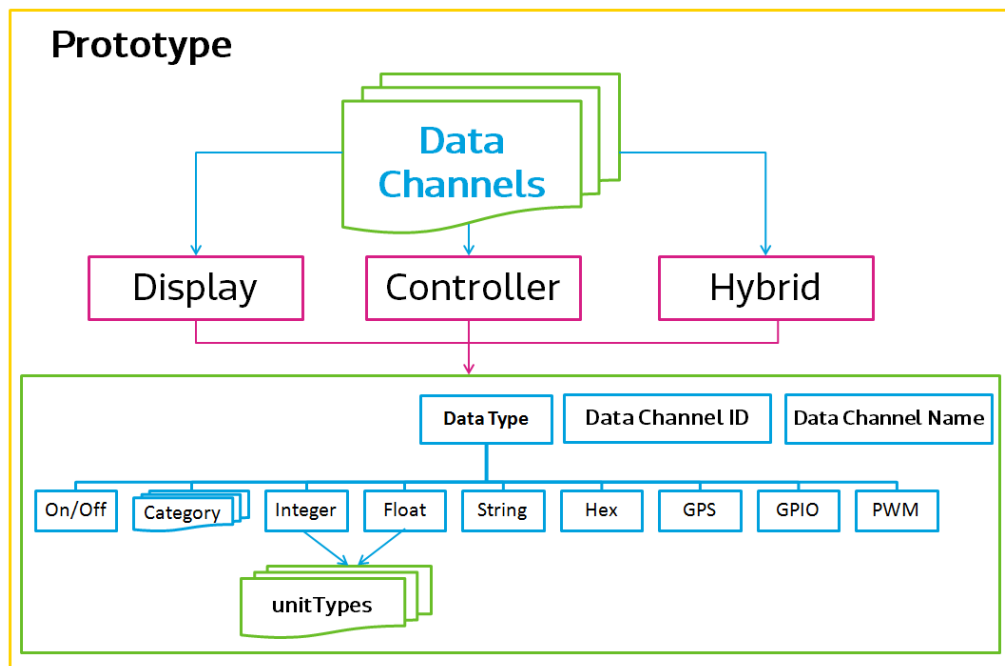 Prototype
Data
Channels
Display
Controller
Hybrid
Data Type
Data Channel ID
Data Channel Name
On/Off
Category
Integer
Float
String
Hex
GPS
GPIO
PWM
unitTypes